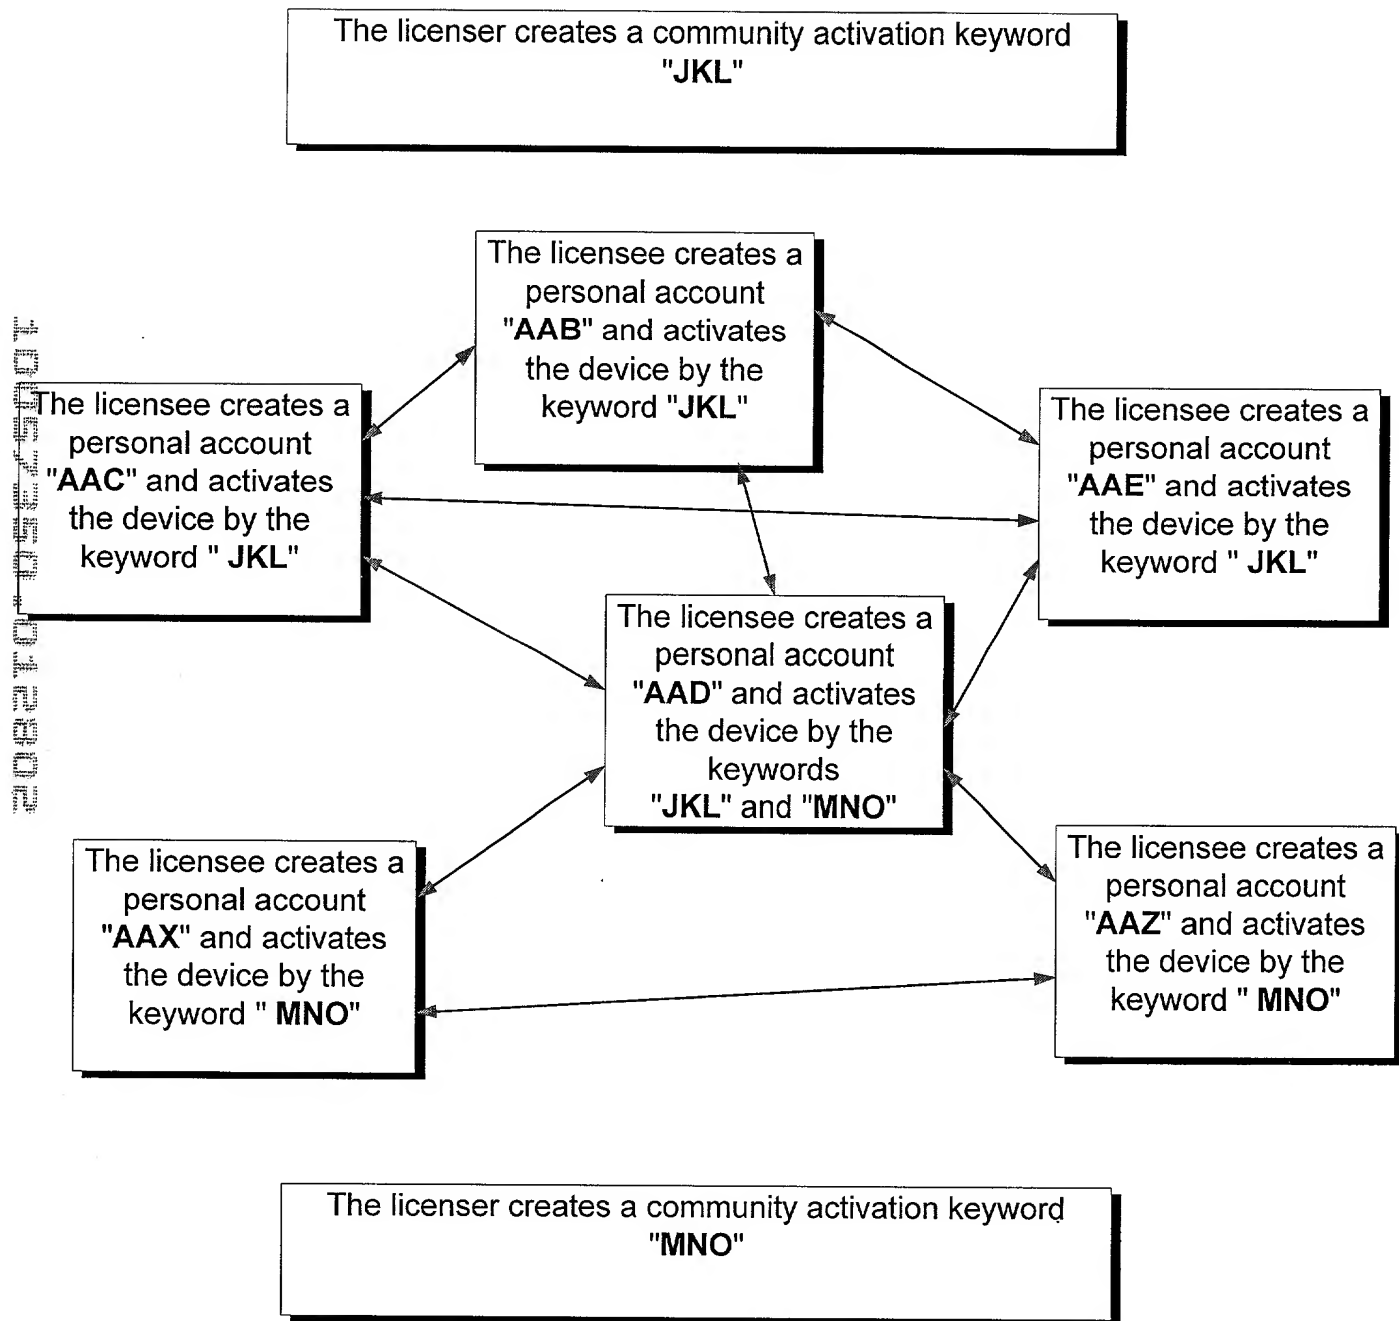 The licenser creates a community activation keyword
"JKL"
The licensee creates a
personal account
"AAB" and activates
the device by the
keyword "JKL"
The licensee creates a
personal account
"AAC" and activates
the device by the
keyword " JKL"
The licensee creates a
personal account
"AAE" and activates
the device by the
keyword " JKL"
The licensee creates a
personal account
"AAD" and activates
the device by the
keywords
"JKL" and "MNO"
The licensee creates a
personal account
"AAX" and activates
the device by the
keyword " MNO"
The licensee creates a
personal account
"AAZ" and activates
the device by the
keyword " MNO"
The licenser creates a community activation keyword
"MNO"